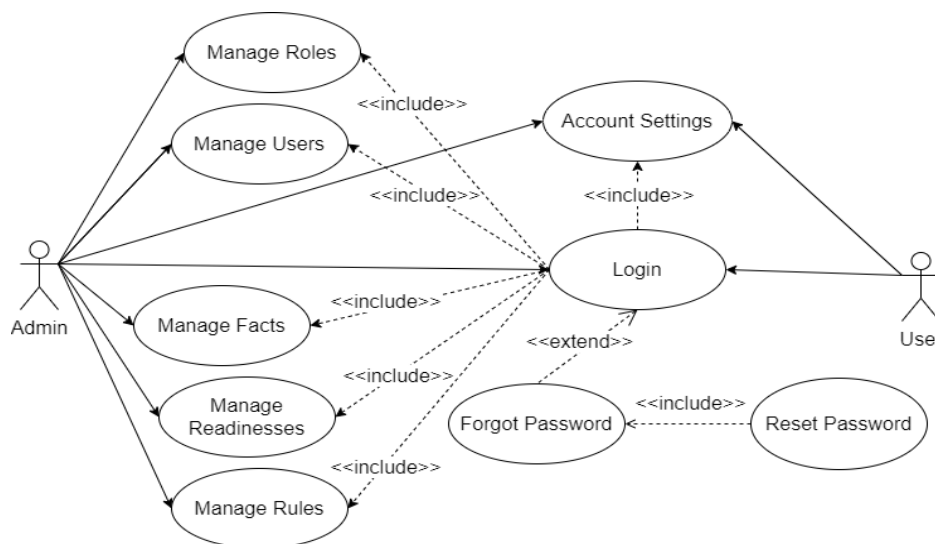 Manage Roles
<<include>>
Account Settings
Manage Users
<<include>>
<<include>>
Login
Admin
Manage Facts
<<include>>
Use
<<extend>>
<<include>>
Manage
Readinesses
Forgot Password
<<include>>
Reset Password
<<include>>
Manage Rules